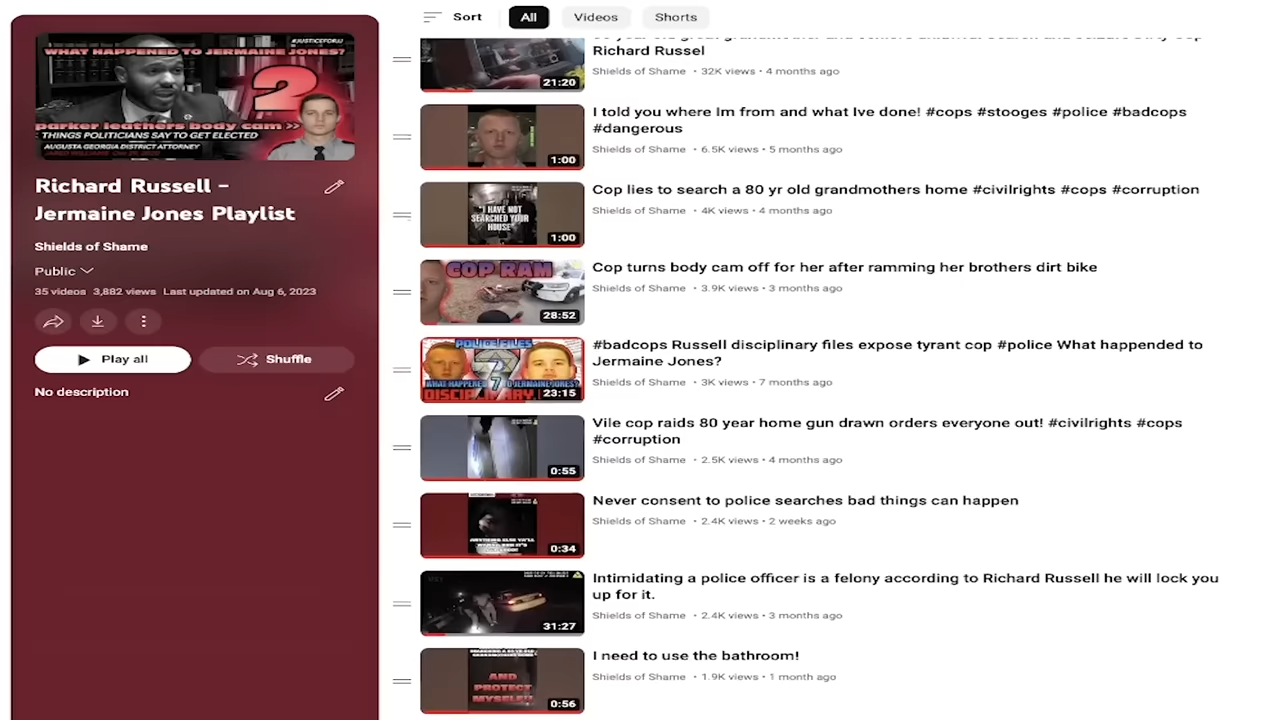 #JUSTICEFORJJ
WHAT HAPPENED TO JERMAINE JONES?
?
parker leathers body cam >>
THINGS POLITICIANS SAY TO GET ELECTED
AUGUSTA GEORGIA DISTRICT ATTORNEY
Richard Russell -
Jermaine Jones Playlist
Shields of Shame
Public
35 videos 3,882 views Last updated on Aug 6, 2023
Play all
Shuffle
No description
Sort
All
Videos
Shorts
Richard Russel
Shields of Shame • 32K views • 4 months ago
21:20
I told you where Im from and what Ive done! #cops #stooges #police #badcops
#dangerous
Shields of Shame • 6.5K views • 5 months ago
1:00
Cop lies to search a 80 yr old grandmothers home #civilrights #cops #corruption
Shields of Shame • 4K views • 4 months ago
"I HAVE NOT
SEARCHED YOUR
HOUSE"
1:00
Cop turns body cam off for her after ramming her brothers dirt bike
Shields of Shame • 3.9K views • 3 months ago
COP RAM
28:52
#badcops Russell disciplinary files expose tyrant cop #police What happended to
Jermaine Jones?
Shields of Shame • 3K views • 7 months ago
POLICE FILES
7
WHAT HAPPENED TO JERMAINE JONES?
23:15
Vile cop raids 80 year home gun drawn orders everyone out! #civilrights #cops
#corruption
Shields of Shame • 2.5K views • 4 months ago
0:55
Never consent to police searches bad things can happen
Shields of Shame • 2.4K views • 2 weeks ago
0:34
Intimidating a police officer is a felony according to Richard Russell he will lock you
up for it.
Shields of Shame • 2.4K views • 3 months ago
31:27
I need to use the bathroom!
Shields of Shame • 1.9K views • 1 month ago
AND
PROTECT
MYSELF!
0:56